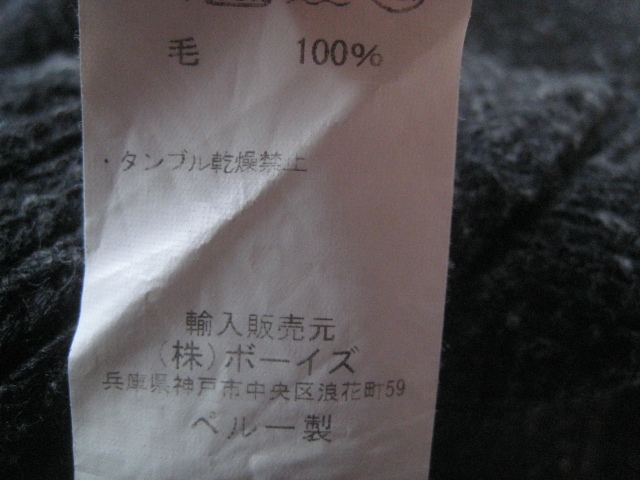 毛 100%
・タンブル乾燥禁止
輸入販売元
(株)ボーイズ
兵庫県神戸市中央区浪花町59
ペルー製